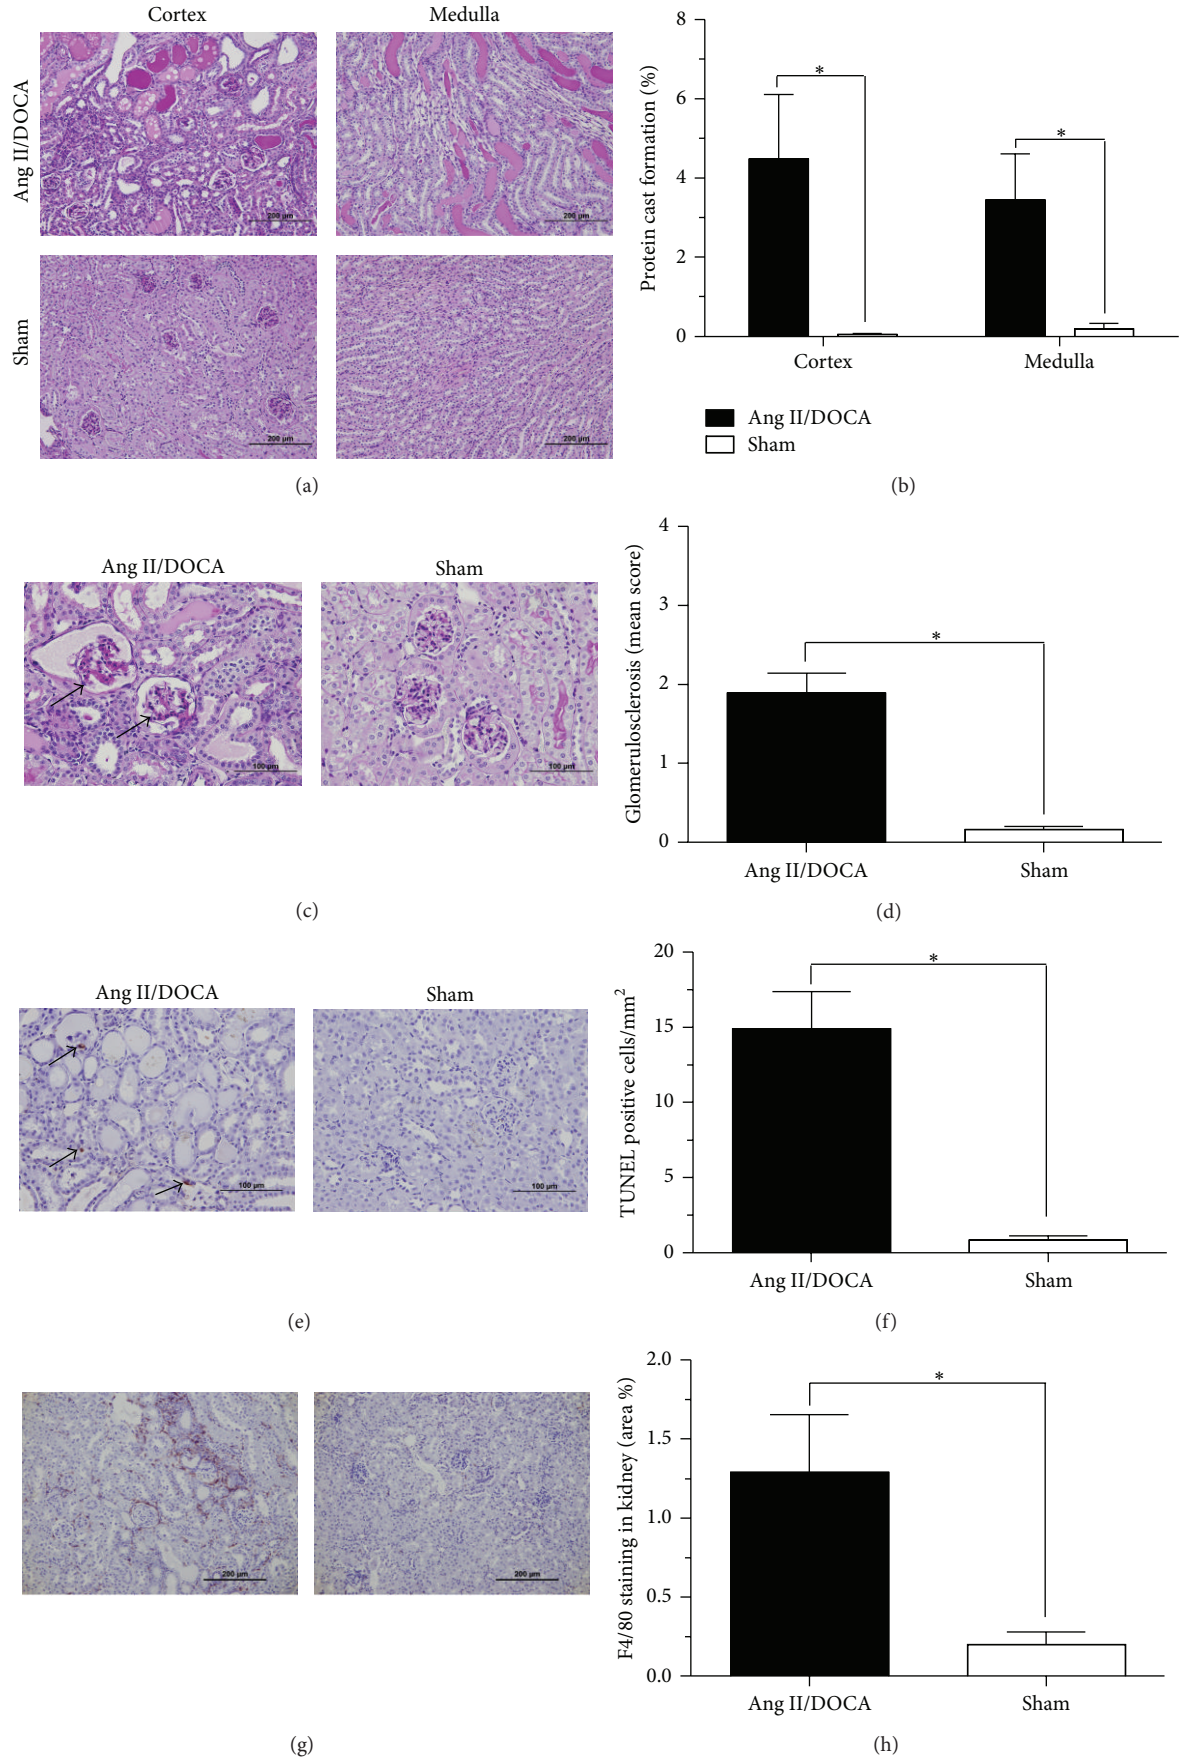 Cortex
Medulla
Ang II/DOCA
200 µm
200 µm
Sham
200 µm
200 µm
(a)
8
6
4
2
0
Protein cast formation (%)
*
*
Cortex
Medulla
Ang II/DOCA
Sham
(b)
Ang II/DOCA
Sham
100 µm
100 µm
(c)
4
3
2
1
0
Glomerulosclerosis (mean score)
*
Ang II/DOCA
Sham
(d)
Ang II/DOCA
Sham
100 µm
100 µm
(e)
20
15
10
5
0
TUNEL positive cells/mm²
*
Ang II/DOCA
Sham
(f)
200 µm
200 µm
(g)
2.0
1.5
1.0
0.5
0.0
F4/80 staining in kidney (area %)
*
Ang II/DOCA
Sham
(h)